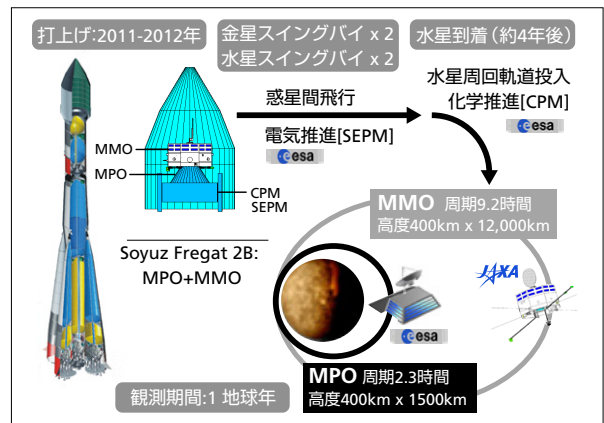 打上げ:2011-2012年
金星スイングバイ x 2
水星スイングバイ x 2
水星到着(約4年後)
惑星間飛行
電気推進[SEPM]
esa
水星周回軌道投入
化学推進[CPM]
esa
MMO
MPO
CPM
SEPM
Soyuz Fregat 2B:
MPO+MMO
MMO 周期9.2時間
高度400km x 12,000km
JAXA
esa
MPO 周期2.3時間
高度400km x 1500km
観測期間:1 地球年